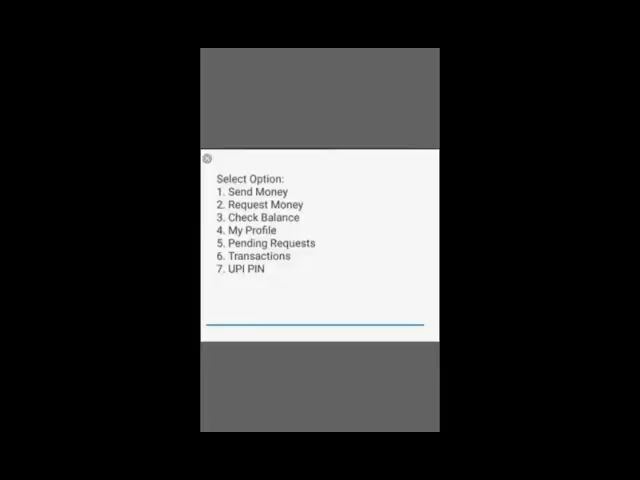 Select Option:
1. Send Money
2. Request Money
3. Check Balance
4. My Profile
5. Pending Requests
6. Transactions
7. UPI PIN